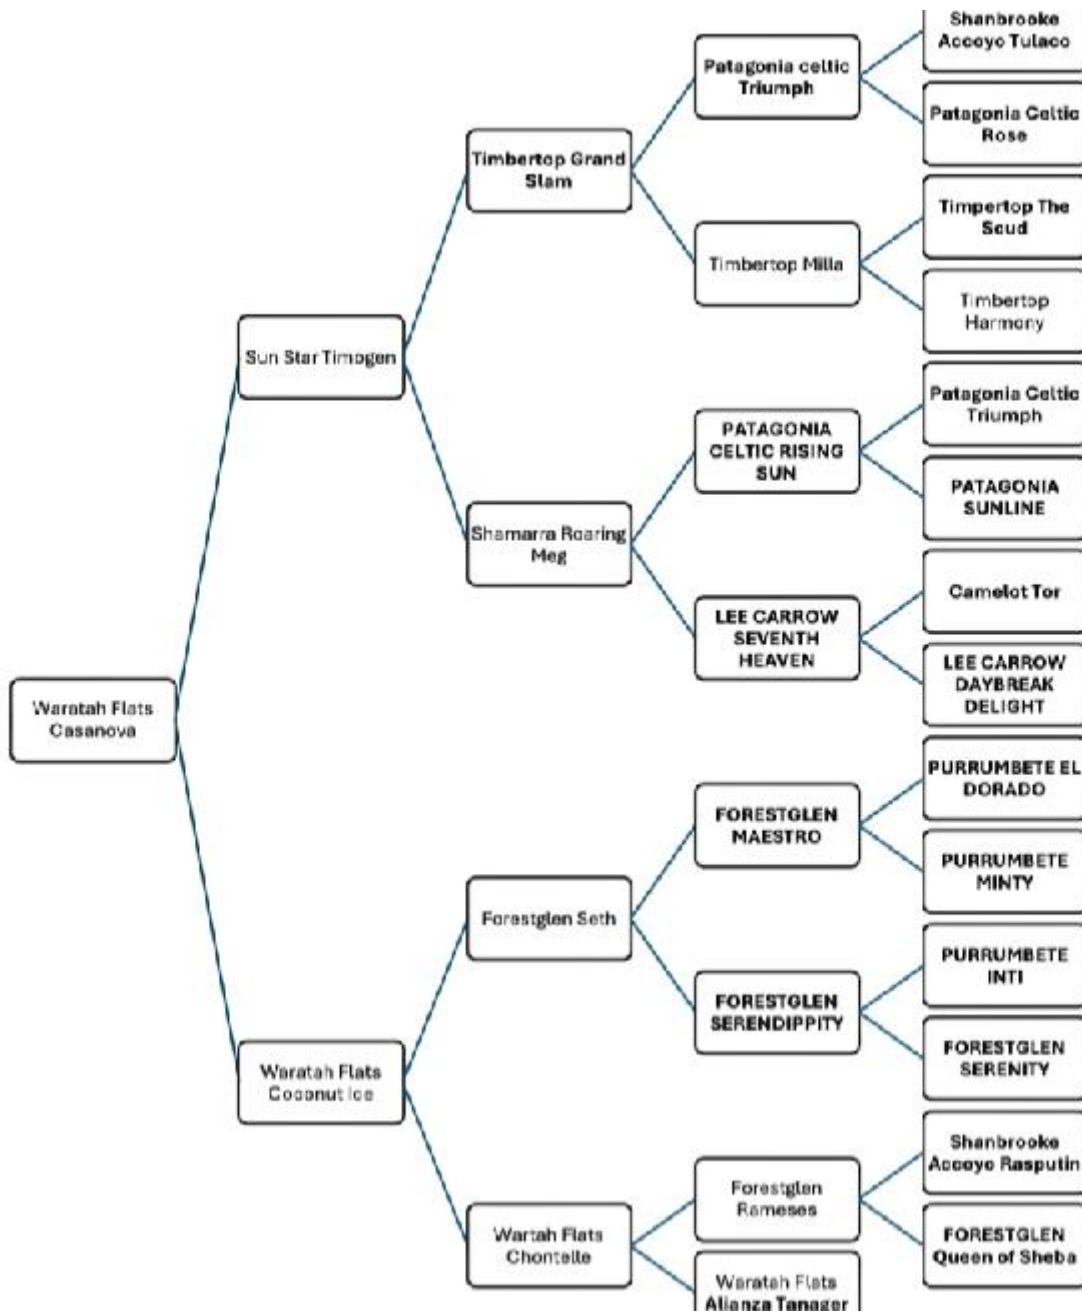 Shanbrooke
Accoyo Tulaco
Patagonia celtic
Triumph
Patagonia Celtic
Rose
Timbertop Grand
Slam
Timpertop The
Scud
Timbertop Milla
Timbertop
Harmony
Sun Star Timogen
Patagonia Celtic
Triumph
PATAGONIA
CELTIC RISING
SUN
PATAGONIA
SUNLINE
Shamarra Roaring
Meg
Camelot Tor
LEE CARROW
SEVENTH
HEAVEN
LEE CARROW
DAYBREAK
DELIGHT
Waratah Flats
Casanova
PURRUMBETE EL
DORADO
FORESTGLEN
MAESTRO
PURRUMBETE
MINTY
Forestglen Seth
PURRUMBETE
INTI
FORESTGLEN
SERENDIPPITY
FORESTGLEN
SERENITY
Waratah Flats
Coconut Ice
Shanbrooke
Accoyo Rasputin
Forestglen
Rameses
FORESTGLEN
Queen of Sheba
Wartah Flats
Chontelle
Waratah Flats
Alianza Tanager